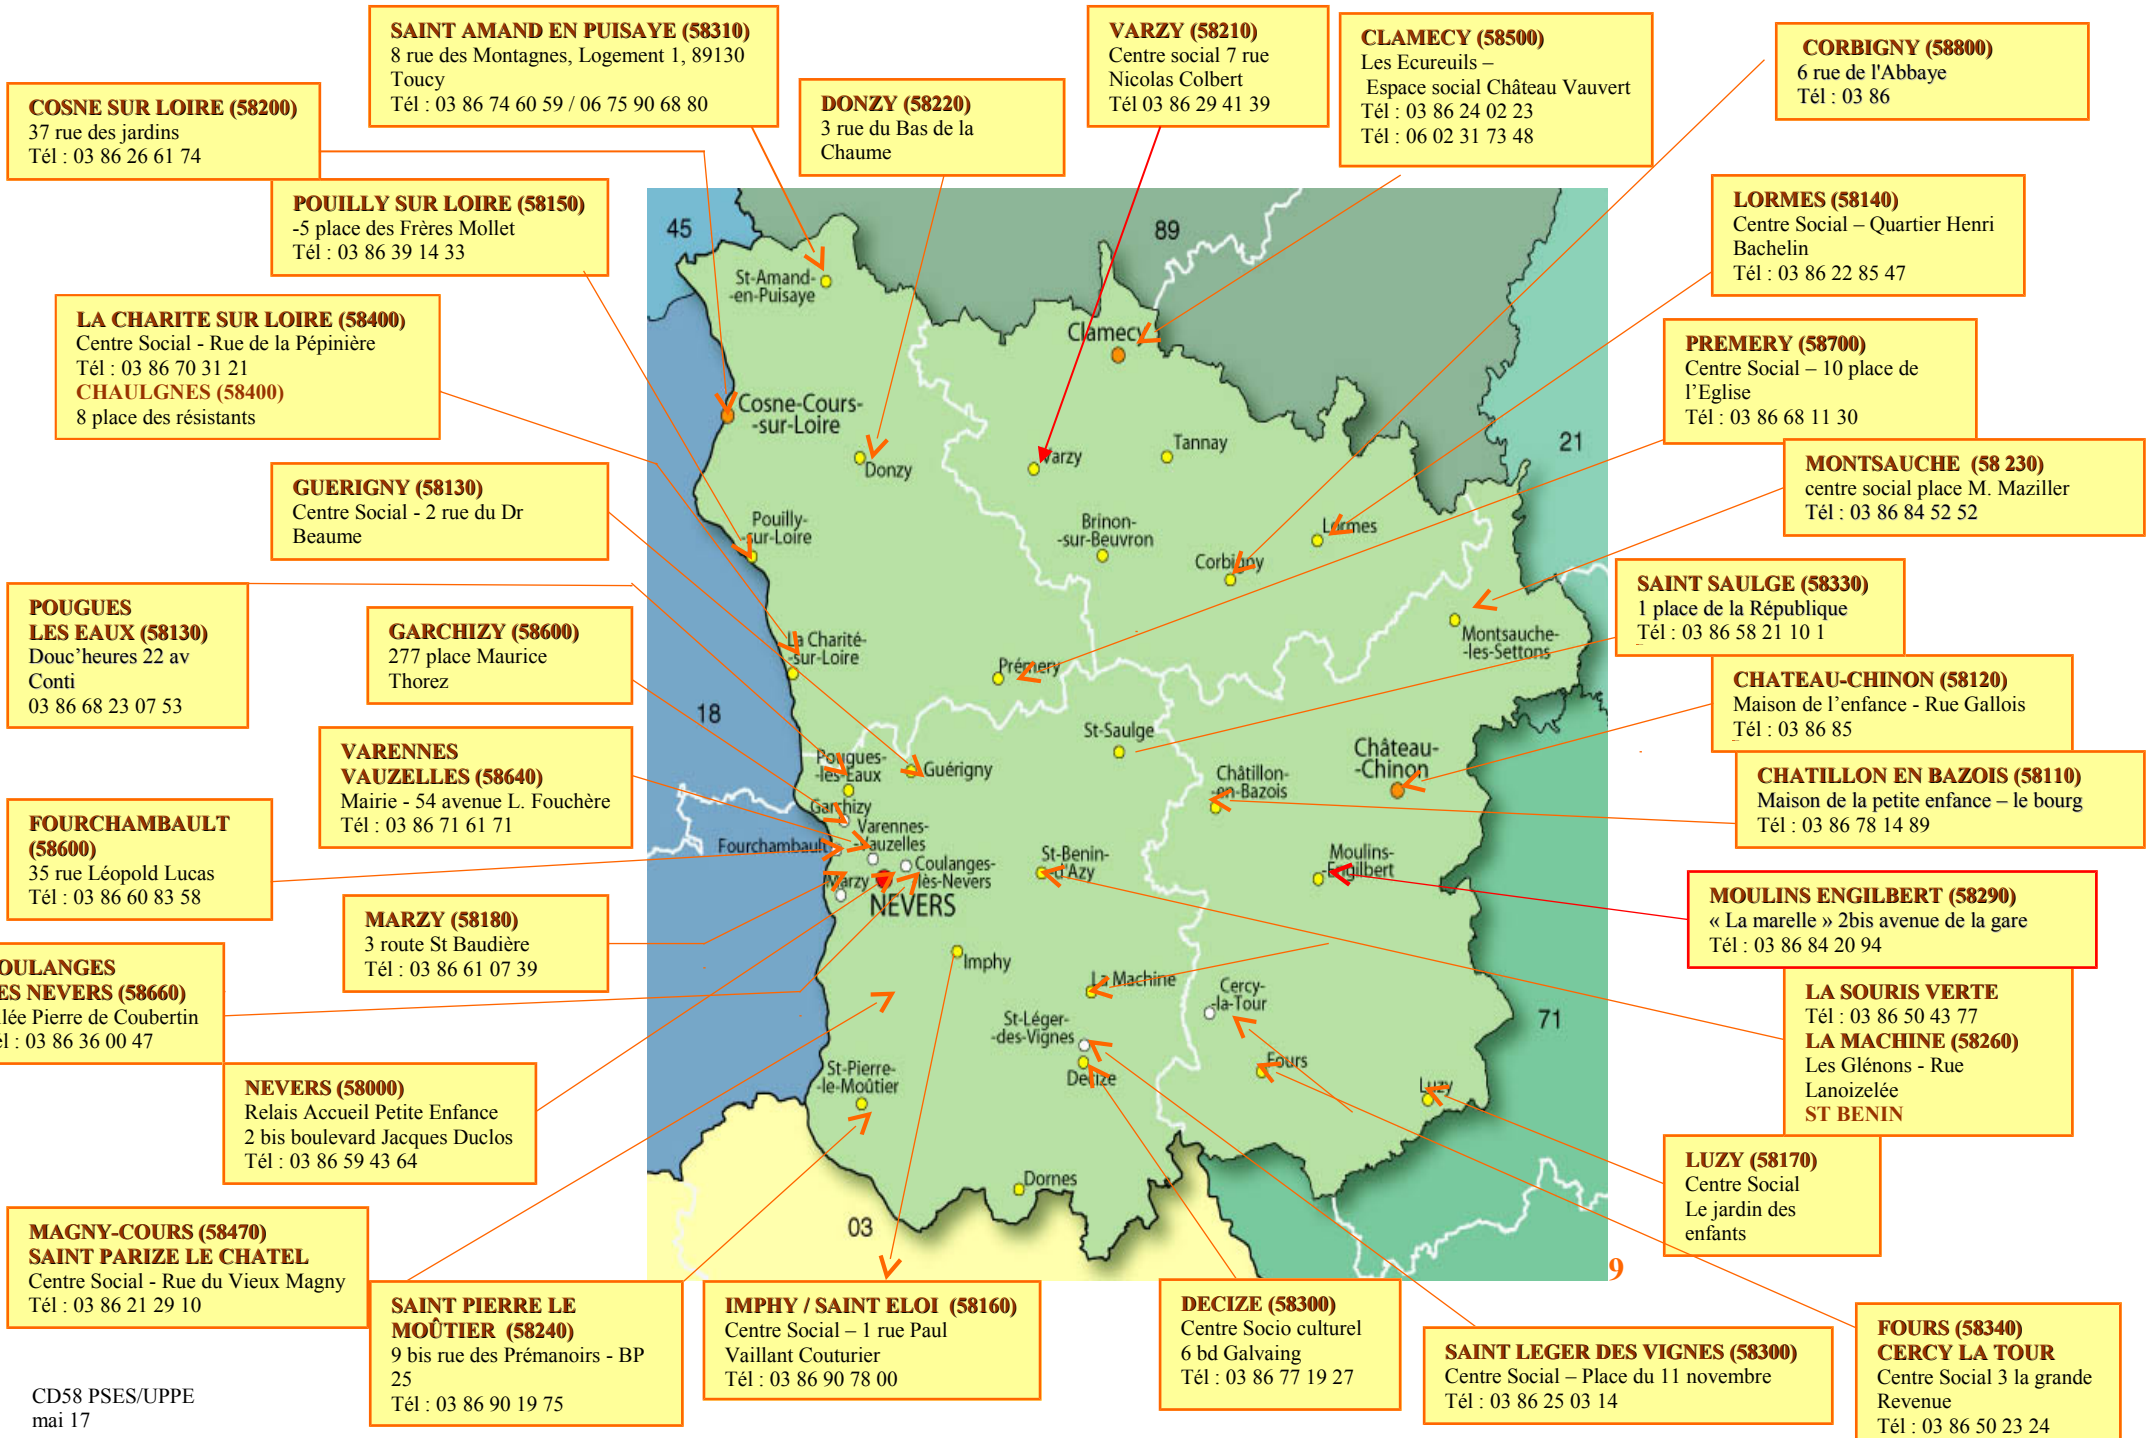 SAINT AMAND EN PUISAYE (58310)
8 rue des Montagnes, Logement 1, 89130
Toucy
Tél : 03 86 74 60 59 / 06 75 90 68 80
VARZY (58210)
Centre social 7 rue
Nicolas Colbert
Tél 03 86 29 41 39
CLAMECY (58500)
Les Ecureuils –
Espace social Château Vauvert
Tél : 03 86 24 02 23
Tél : 06 02 31 73 48
CORBIGNY (58800)
6 rue de l'Abbaye
Tél : 03 86
COSNE SUR LOIRE (58200)
37 rue des jardins
Tél : 03 86 26 61 74
DONZY (58220)
3 rue du Bas de la
Chaume
POUILLY SUR LOIRE (58150)
-5 place des Frères Mollet
Tél : 03 86 39 14 33
LORMES (58140)
Centre Social – Quartier Henri
Bachelin
Tél : 03 86 22 85 47
LA CHARITE SUR LOIRE (58400)
Centre Social - Rue de la Pépinière
Tél : 03 86 70 31 21
CHAULGNES (58400)
8 place des résistants
PREMERY (58700)
Centre Social – 10 place de
l’Eglise
Tél : 03 86 68 11 30
MONTSAUCHE (58 230)
centre social place M. Maziller
Tél : 03 86 84 52 52
GUERIGNY (58130)
Centre Social - 2 rue du Dr
Beaume
POUGUES
LES EAUX (58130)
Douc’heures 22 av
Conti
03 86 68 23 07 53
GARCHIZY (58600)
277 place Maurice
Thorez
SAINT SAULGE (58330)
1 place de la République
Tél : 03 86 58 21 10 1
CHATEAU-CHINON (58120)
Maison de l’enfance - Rue Gallois
Tél : 03 86 85
VARENNES
VAUZELLES (58640)
Mairie - 54 avenue L. Fouchère
Tél : 03 86 71 61 71
CHATILLON EN BAZOIS (58110)
Maison de la petite enfance – le bourg
Tél : 03 86 78 14 89
FOURCHAMBAULT
(58600)
35 rue Léopold Lucas
Tél : 03 86 60 83 58
MARZY (58180)
3 route St Baudière
Tél : 03 86 61 07 39
MOULINS ENGILBERT (58290)
« La marelle » 2bis avenue de la gare
Tél : 03 86 84 20 94
OULANGES
ES NEVERS (58660)
lée Pierre de Coubertin
él : 03 86 36 00 47
LA SOURIS VERTE
Tél : 03 86 50 43 77
LA MACHINE (58260)
Les Glénons - Rue
Lanoizelée
ST BENIN
NEVERS (58000)
Relais Accueil Petite Enfance
2 bis boulevard Jacques Duclos
Tél : 03 86 59 43 64
LUZY (58170)
Centre Social
Le jardin des
enfants
MAGNY-COURS (58470)
SAINT PARIZE LE CHATEL
Centre Social - Rue du Vieux Magny
Tél : 03 86 21 29 10
SAINT PIERRE LE
MOÛTIER (58240)
9 bis rue des Prémanoirs - BP
25
Tél : 03 86 90 19 75
IMPHY / SAINT ELOI (58160)
Centre Social – 1 rue Paul
Vaillant Couturier
Tél : 03 86 90 78 00
DECIZE (58300)
Centre Socio culturel
6 bd Galvaing
Tél : 03 86 77 19 27
SAINT LEGER DES VIGNES (58300)
Centre Social – Place du 11 novembre
Tél : 03 86 25 03 14
FOURS (58340)
CERCY LA TOUR
Centre Social 3 la grande
Revenue
Tél : 03 86 50 23 24
45
89
St-Amand-
-en-Puisaye
Clamecy
Cosne-Cours-
-sur-Loire
Donzy
Varzy
Tannay
21
Pouilly-
-sur-Loire
Brinon-
-sur-Beuvron
Lormes
Corbigny
La Charité-
-sur-Loire
Prémery
Montsauche-
-les-Settons
18
St-Saulge
Château-
-Chinon
Pougues-
-les-Eaux
Guérigny
Châtillon-
-en-Bazois
Garchizy
Varennes-
-Vauzelles
Fourchambault
Coulanges-
-lès-Nevers
St-Benin-
-d'Azy
Moulins-
-Engilbert
Marzy
NEVERS
Imphy
La Machine
Cercy-
-la-Tour
St-Léger-
-des-Vignes
71
Decize
Fours
St-Pierre-
-le-Moûtier
Luzy
Dornes
03
9
CD58 PSES/UPPE
mai 17